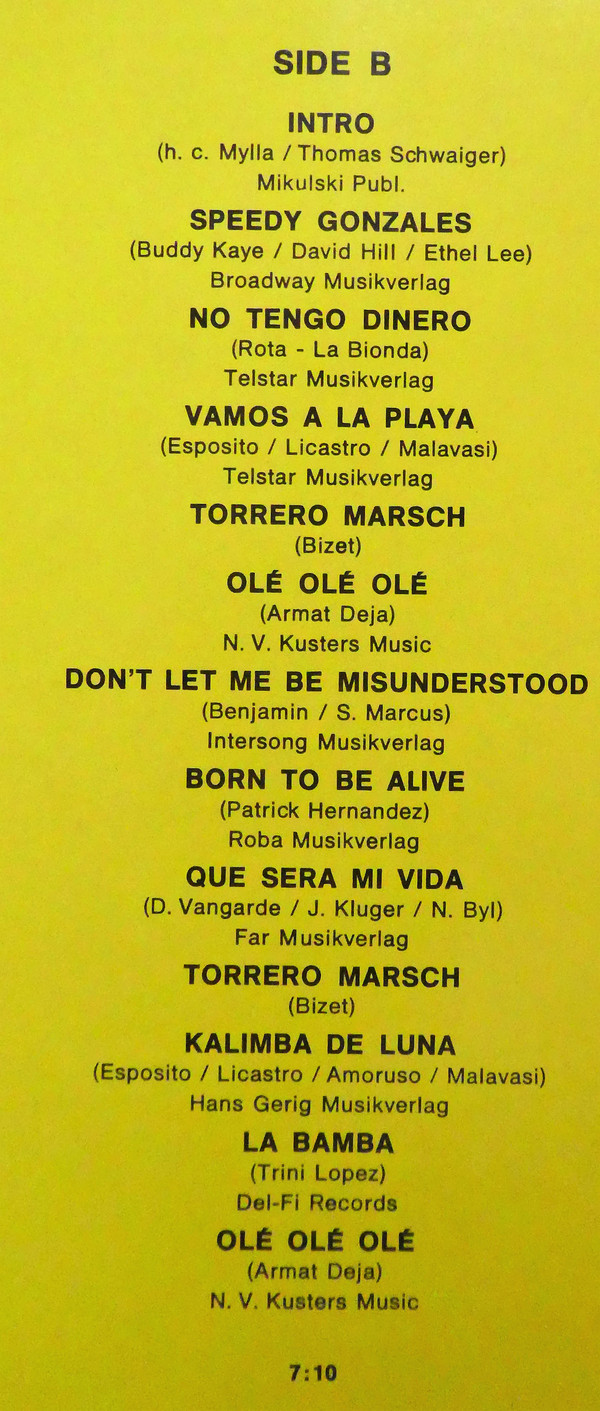 SIDE B
INTRO
(h. c. Mylla / Thomas Schwaiger)
Mikulski Publ.
SPEEDY GONZALES
(Buddy Kaye / David Hill / Ethel Lee)
Broadway Musikverlag
NO TENGO DINERO
(Rota - La Bionda)
Telstar Musikverlag
VAMOS A LA PLAYA
(Esposito / Licastro / Malavasi)
Telstar Musikverlag
TORRERO MARSCH
(Bizet)
OLÉ OLÉ OLÉ
(Armat Deja)
N. V. Kusters Music
DON'T LET ME BE MISUNDERSTOOD
(Benjamin / S. Marcus)
Intersong Musikverlag
BORN TO BE ALIVE
(Patrick Hernandez)
Roba Musikverlag
QUE SERA MI VIDA
(D. Vangarde / J. Kluger / N. Byl)
Far Musikverlag
TORRERO MARSCH
(Bizet)
KALIMBA DE LUNA
(Esposito / Licastro / Amoruso / Malavasi)
Hans Gerig Musikverlag
LA BAMBA
(Trini Lopez)
Del-Fi Records
OLÉ OLÉ OLÉ
(Armat Deja)
N. V. Kusters Music
7:10